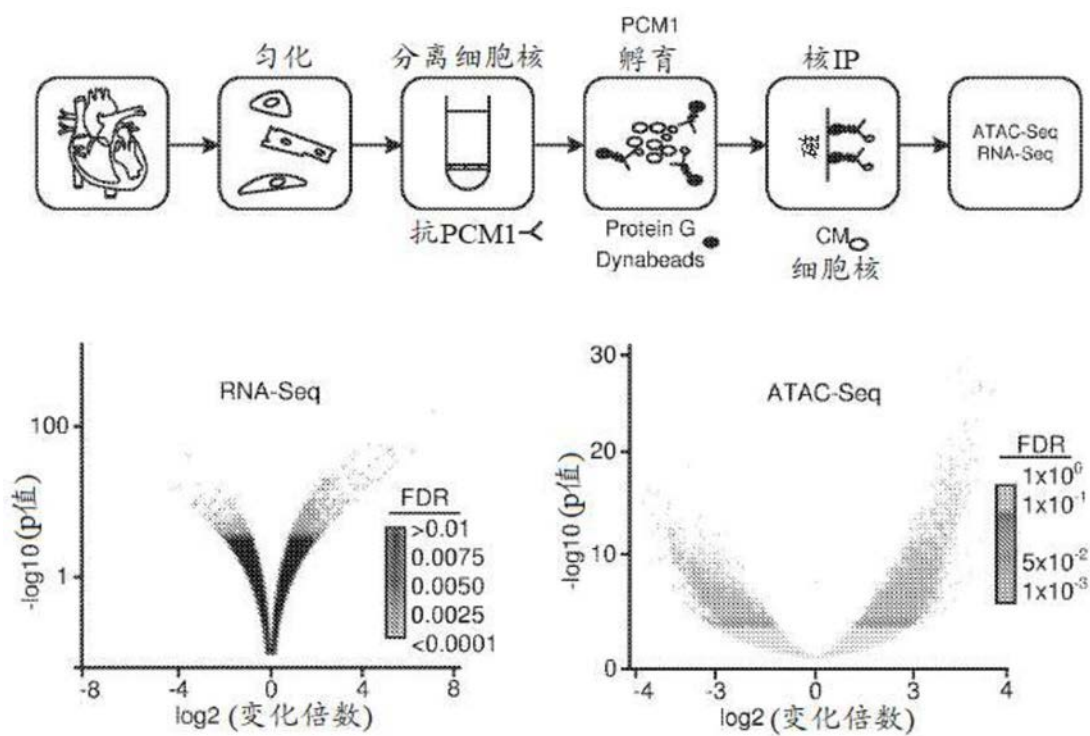 匀化
分离细胞核
PCM1
孵育
核IP
磁
ATAC-Seq
RNA-Seq
抗PCM1
Protein G
Dynabeads
CM
细胞核
RNA-Seq
-log10 (p值)
100
1
-8
-4
0
4
8
log2 (变化倍数)
FDR
>0.01
0.0075
0.0050
0.0025
<0.0001
ATAC-Seq
-log10 (p值)
30
20
10
0
-4
-3
0
3
4
log2 (变化倍数)
FDR
1x10⁰
1x10⁻¹
5x10⁻²
1x10⁻³